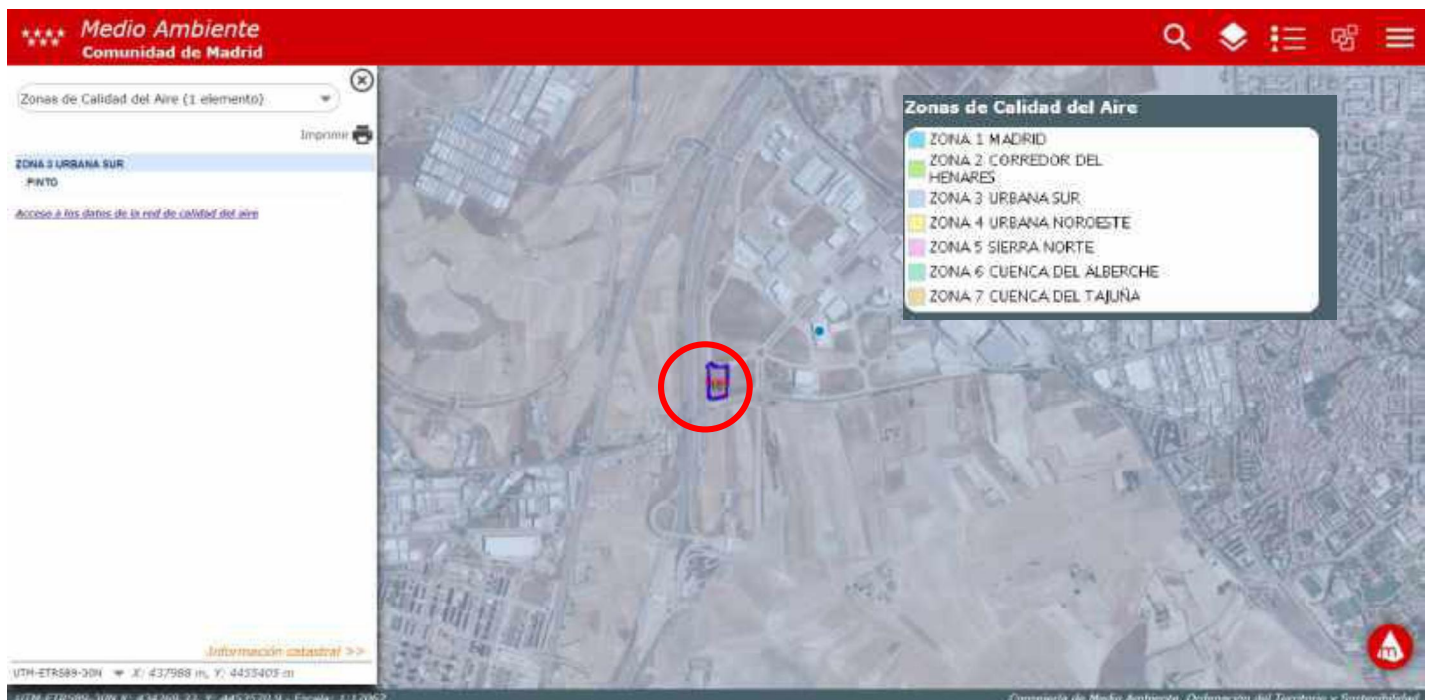 Medio Ambiente
Comunidad de Madrid
Zonas de Calidad del Aire (1 elemento)
Imprimir
ZONA 3 URBANA SUR
PINTO
Acceso a los datos de la red de calidad del aire
Zonas de Calidad del Aire
ZONA 1 MADRID
ZONA 2 CORREDOR DEL
HENARES
ZONA 3 URBANA SUR
ZONA 4 URBANA NOROESTE
ZONA 5 SIERRA NORTE
ZONA 6 CUENCA DEL ALBERCHE
ZONA 7 CUENCA DEL TAJUÑA
Información catastral >>
UTM-ETRS89-30N X: 437988 m, Y: 4455405 m
Consejería de Medio Ambiente, Ordenación del Territorio y Sostenibilidad